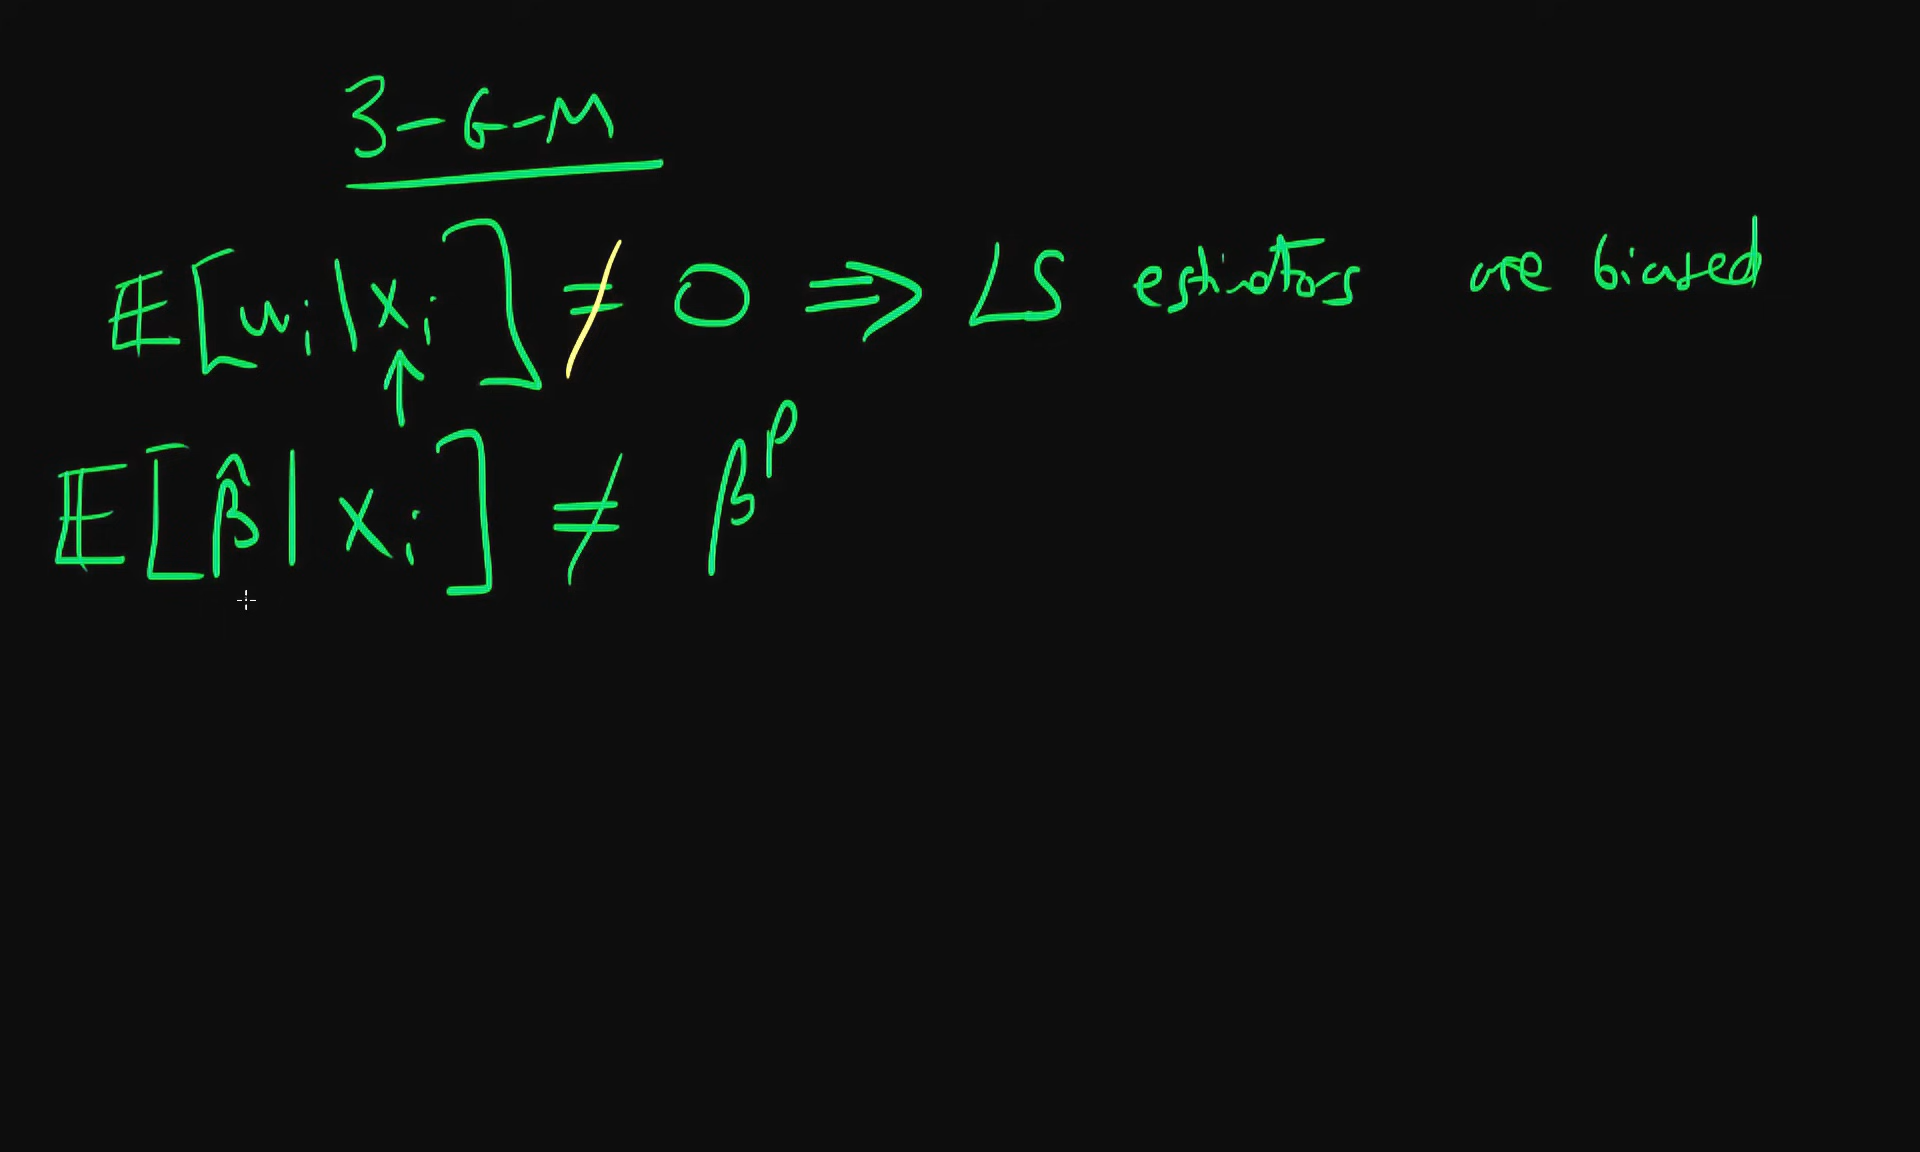 3-G-M
E[u_i|x_i] ≠ 0 ⇒ LS estimators are biased
E[β̂|x_i] ≠ β^P